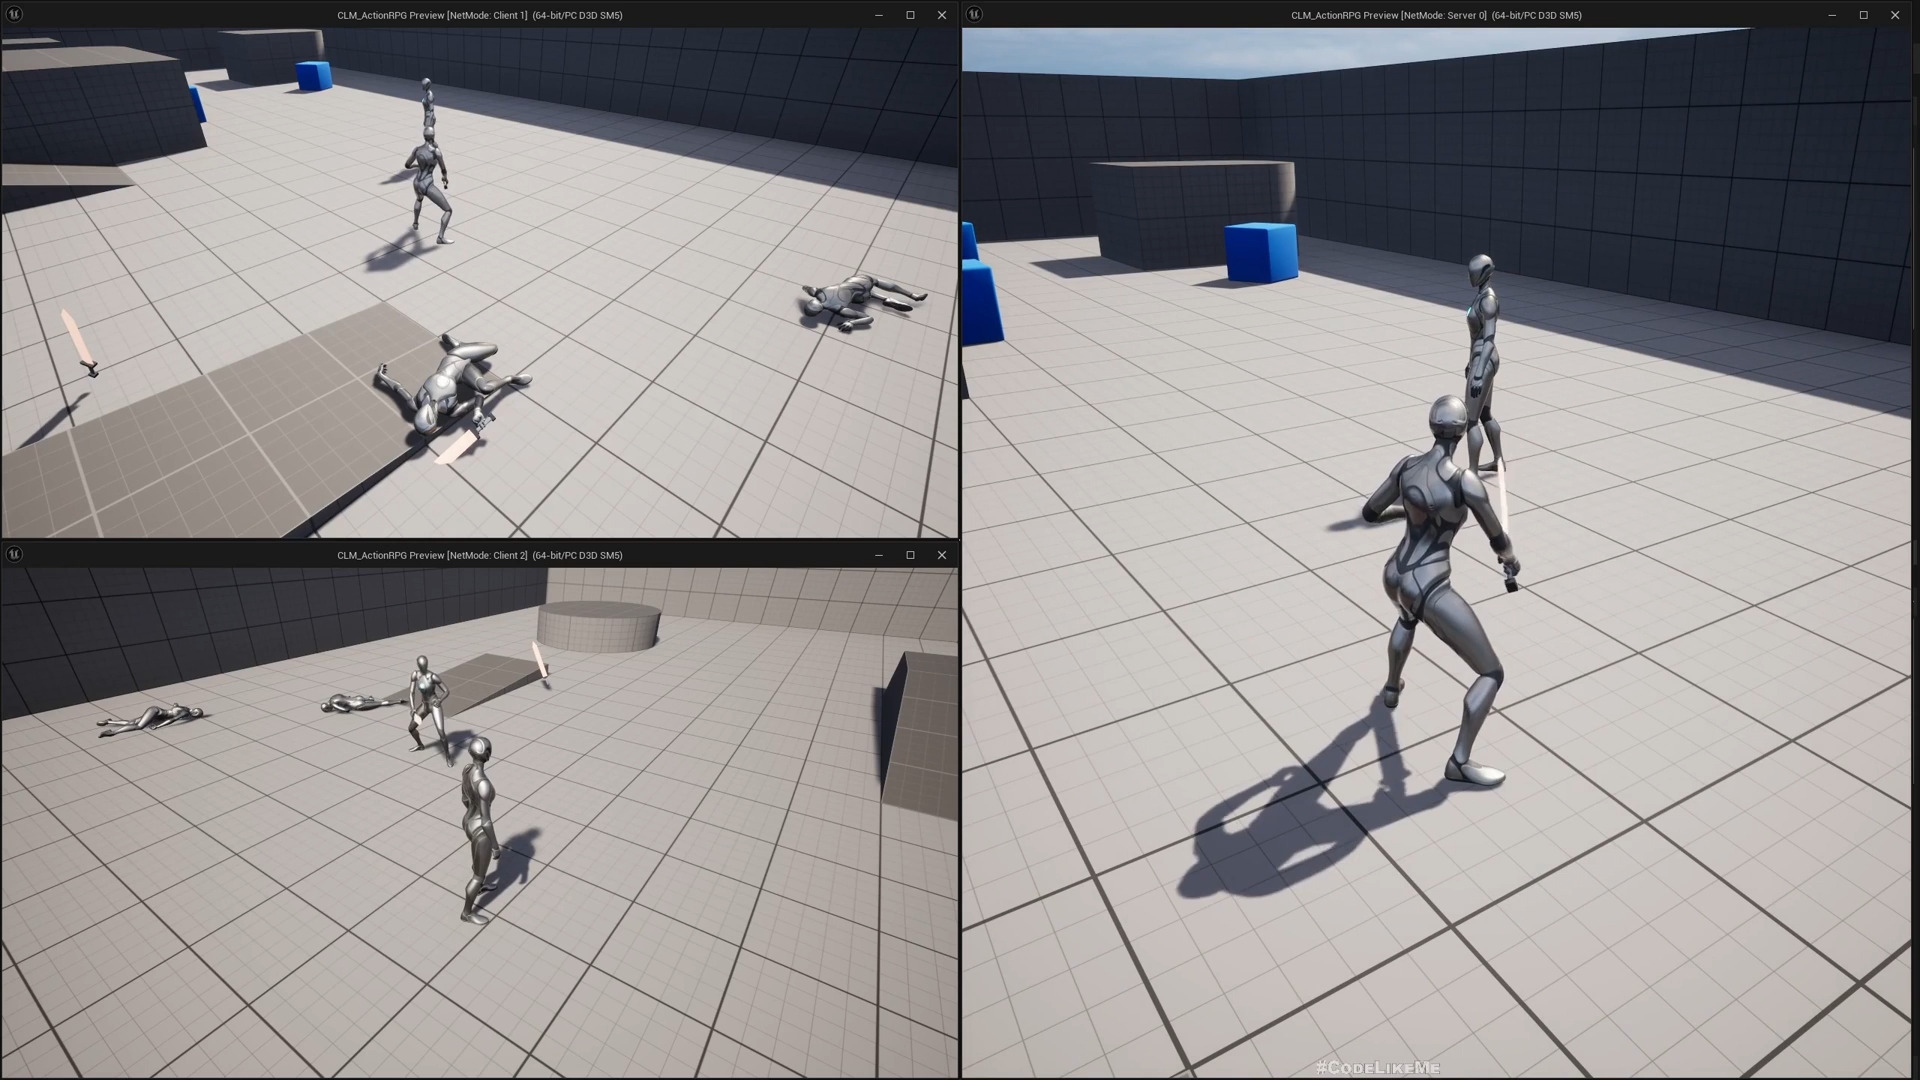 CLM_ActionRPG Preview [NetMode: Client 1] (64-bit/PC D3D SM5)
CLM_ActionRPG Preview [NetMode: Server 0] (64-bit/PC D3D SM5)
CLM_ActionRPG Preview [NetMode: Client 2] (64-bit/PC D3D SM5)
#CodeLikeMe